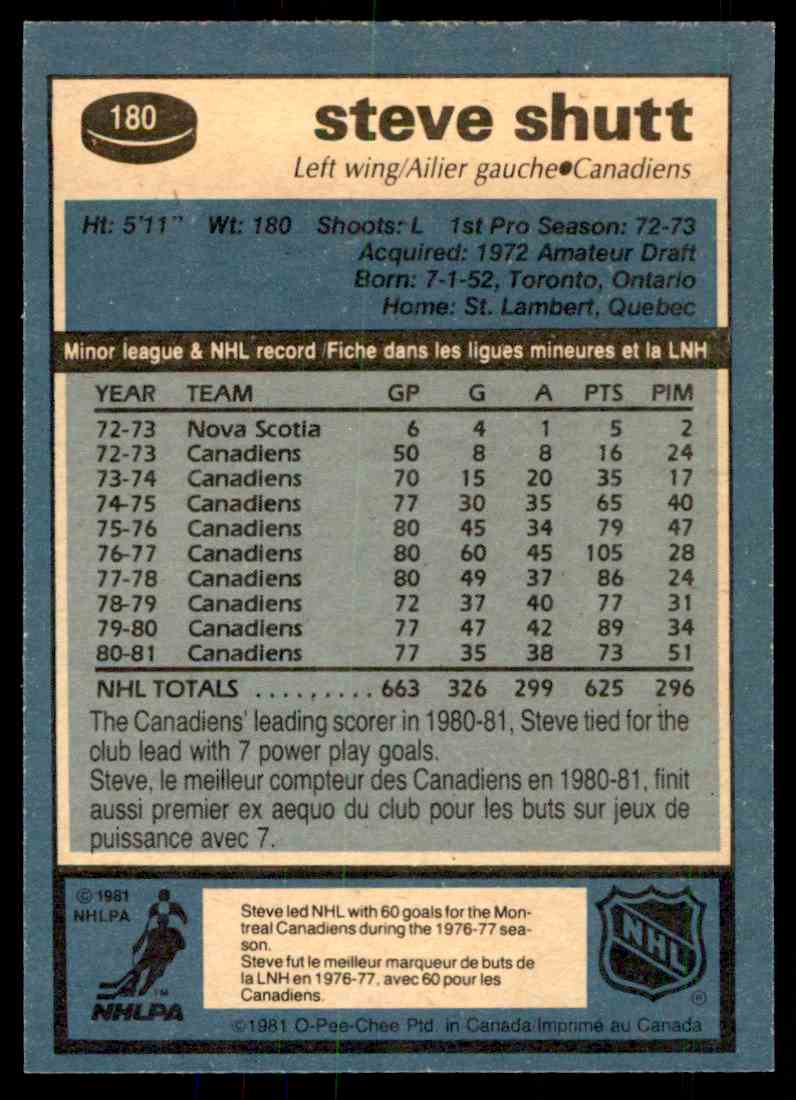 180
steve shutt
Left wing/Ailier gauche●Canadiens
Ht: 5'11" Wt: 180 Shoots: L 1st Pro Season: 72-73
Acquired: 1972 Amateur Draft
Born: 7-1-52, Toronto, Ontario
Home: St. Lambert, Quebec
Minor league & NHL record/Fiche dans les ligues mineures et la LNH
YEAR TEAM GP G A PTS PIM
72-73 Nova Scotia 6 4 1 5 2
72-73 Canadiens 50 8 8 16 24
73-74 Canadiens 70 15 20 35 17
74-75 Canadiens 77 30 35 65 40
75-76 Canadiens 80 45 34 79 47
76-77 Canadiens 80 60 45 105 28
77-78 Canadiens 80 49 37 86 24
78-79 Canadiens 72 37 40 77 31
79-80 Canadiens 77 47 42 89 34
80-81 Canadiens 77 35 38 73 51
NHL TOTALS .......... 663 326 299 625 296
The Canadiens' leading scorer in 1980-81, Steve tied for the
club lead with 7 power play goals.
Steve, le meilleur compteur des Canadiens en 1980-81, finit
aussi premier ex aequo du club pour les buts sur jeux de
puissance avec 7.
© 1981
NHLPA
NHLPA
TM
Steve led NHL with 60 goals for the Mon-
treal Canadiens during the 1976-77 sea-
son.
Steve fut le meilleur marqueur de buts de
la LNH en 1976-77, avec 60 pour les
Canadiens.
NHL
®
©1981 O-Pee-Chee Ptd. in Canada/Imprimé au Canada